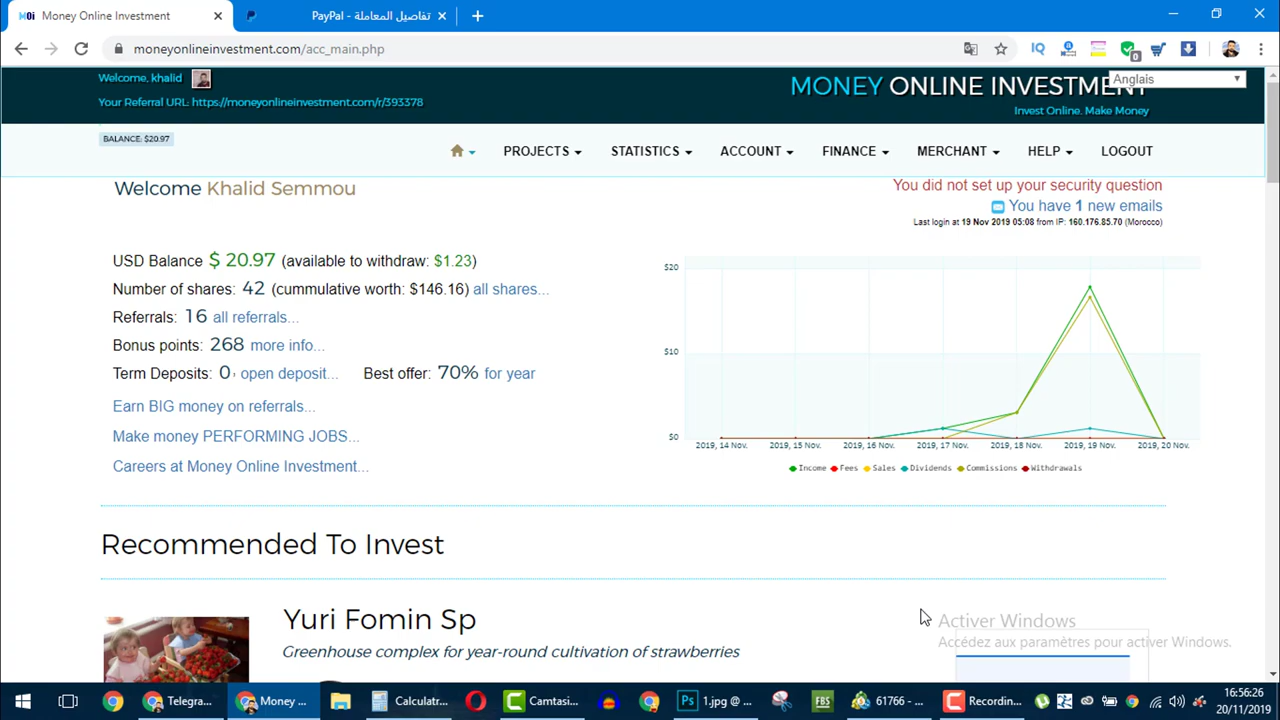 Money Online Investment
PayPal - تفاصيل المعاملة
moneyonlineinvestment.com/acc_main.php
Welcome, khalid
Your Referral URL: https://moneyonlineinvestment.com/r/393378
MONEY ONLINE INVESTMENT
Anglais
Invest Online. Make Money
BALANCE: $20.97
PROJECTS STATISTICS ACCOUNT FINANCE MERCHANT HELP LOGOUT
Welcome Khalid Semmou
You did not set up your security question
You have 1 new emails
Last login at 19 Nov 2019 05:08 from IP: 160.176.85.70 (Morocco)
USD Balance $ 20.97 (available to withdraw: $1.23)
Number of shares: 42 (cummulative worth: $146.16) all shares...
Referrals: 16 all referrals...
Bonus points: 268 more info...
Term Deposits: 0, open deposit... Best offer: 70% for year
Earn BIG money on referrals...
Make money PERFORMING JOBS...
Careers at Money Online Investment...
$20
$10
$0
2019, 14 Nov. 2019, 15 Nov. 2019, 16 Nov. 2019, 17 Nov. 2019, 18 Nov. 2019, 19 Nov. 2019, 20 Nov.
Income Fees Sales Dividends Commissions Withdrawals
Recommended To Invest
Yuri Fomin Sp
Greenhouse complex for year-round cultivation of strawberries
Activer Windows
Accédez aux paramètres pour activer Windows.
Telegra... Money ... Calculatr... Camtasi... 1.jpg @ ... FBS 61766 - ... Recordin...
16:56:26
20/11/2019